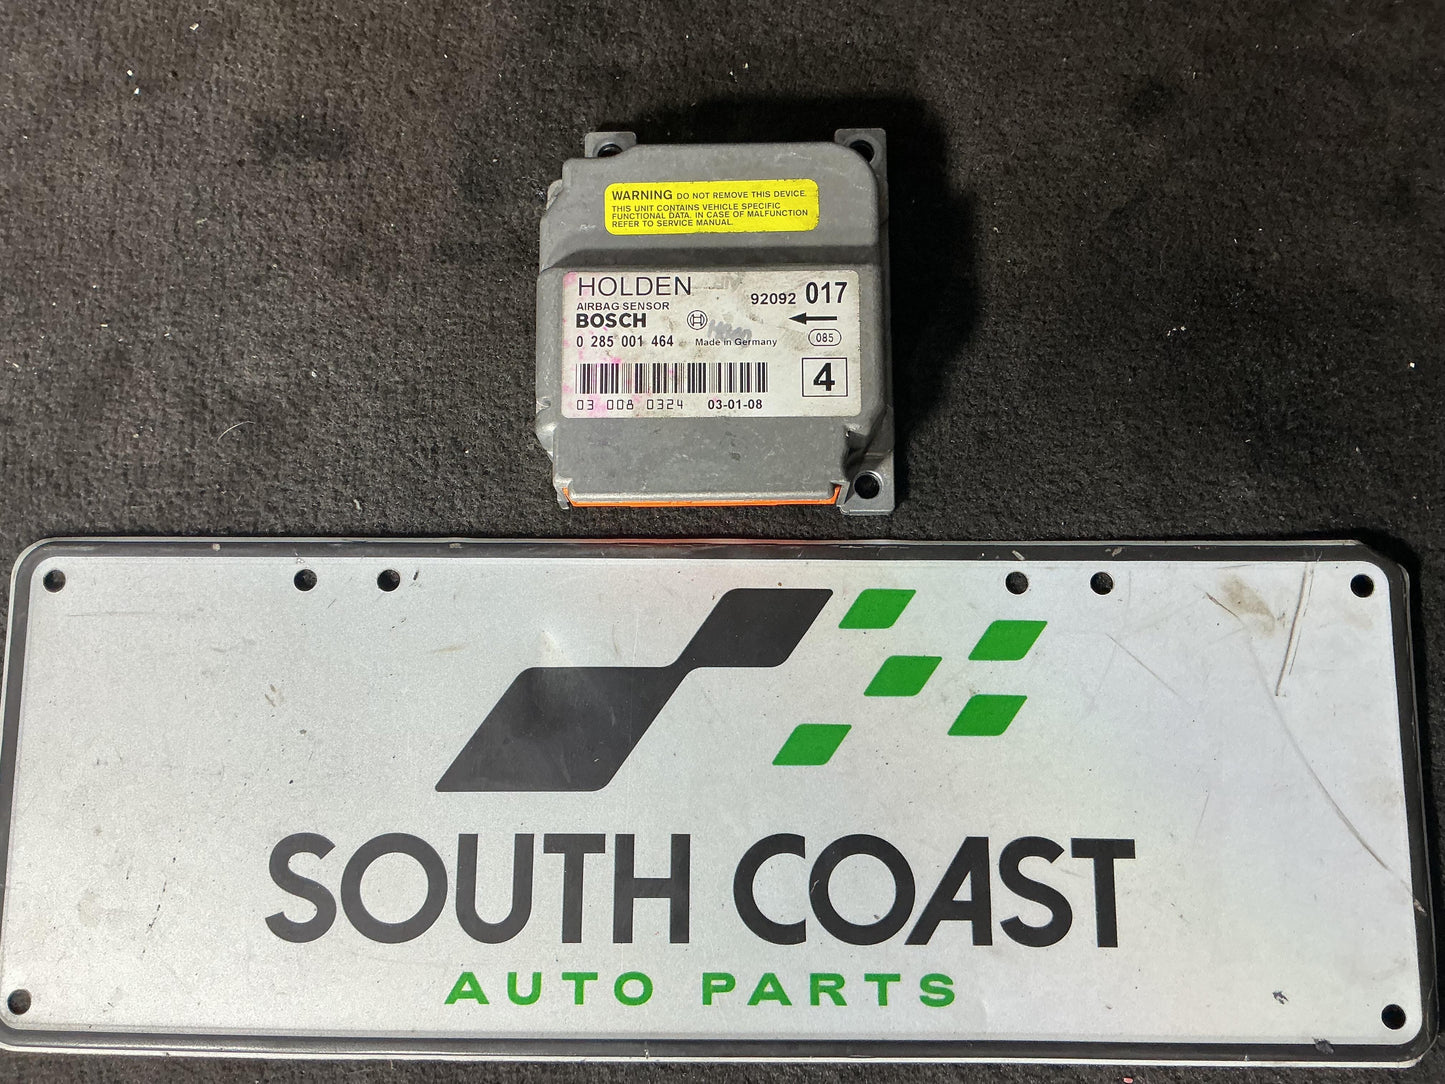 WARNING DO NOT REMOVE THIS DEVICE.
THIS UNIT CONTAINS VEHICLE SPECIFIC
FUNCTIONAL DATA. IN CASE OF MALFUNCTION
REFER TO SERVICE MANUAL.
HOLDEN
92092 017
AIRBAG SENSOR
BOSCH
0 285 001 464 Made in Germany 085
4
03 008 0324 03-01-08
SOUTH COAST
AUTO PARTS